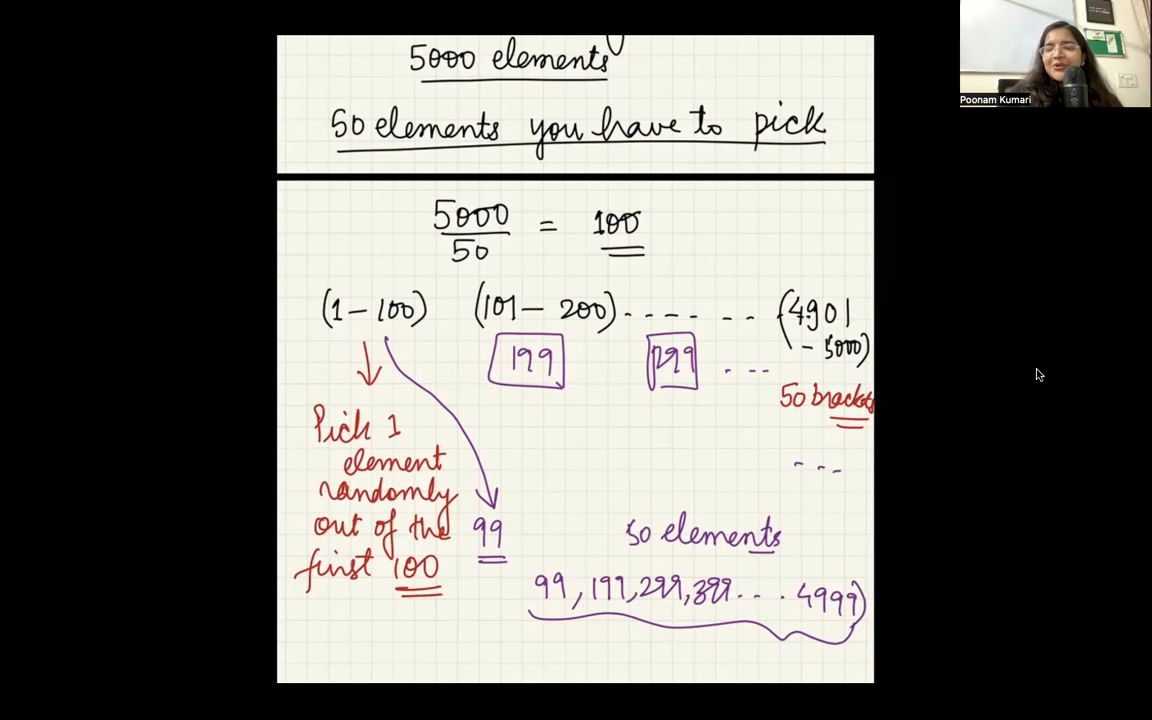 5000 elements
50 elements you have to pick
Poonam Kumari
5000/50 = 100
(1 - 100) (101 - 200) - - - - - - - (4901 - 5000)
199 299 - - -
50 brackets
Pick 1
element
randomly
out of the
first 100
99
- - -
50 elements
99, 199, 299, 399 - - - 4999)